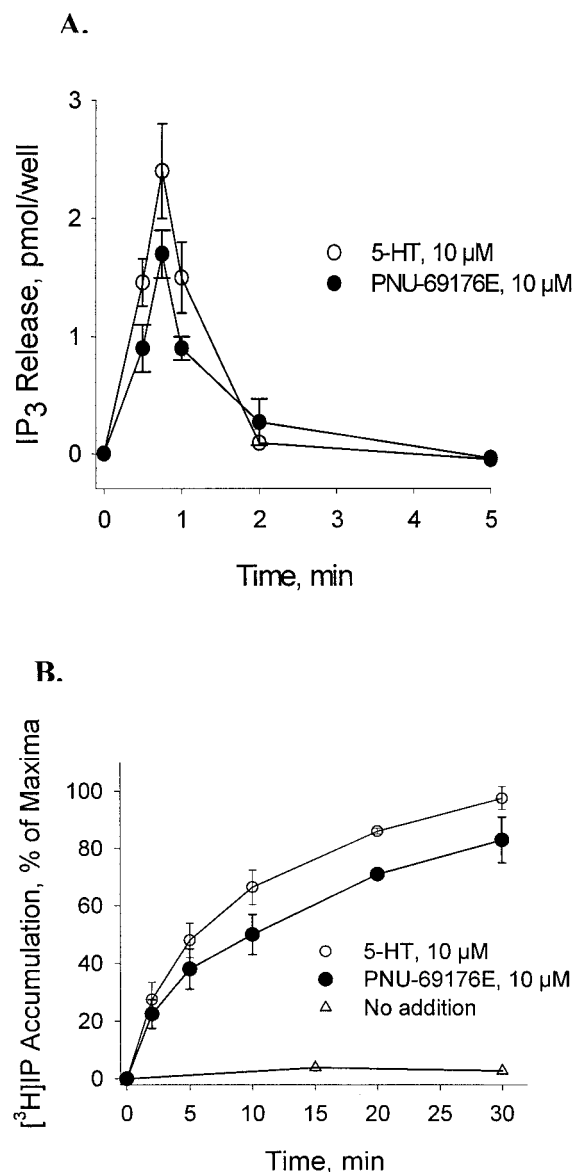 A.
3
2
1
0
IP3 Release, pmol/well
5-HT, 10 µM
PNU-69176E, 10 µM
0 1 2 3 4 5
Time, min
B.
100
80
60
40
20
0
[³H]IP Accumulation, % of Maxima
5-HT, 10 µM
PNU-69176E, 10 µM
No addition
0 5 10 15 20 25 30
Time, min